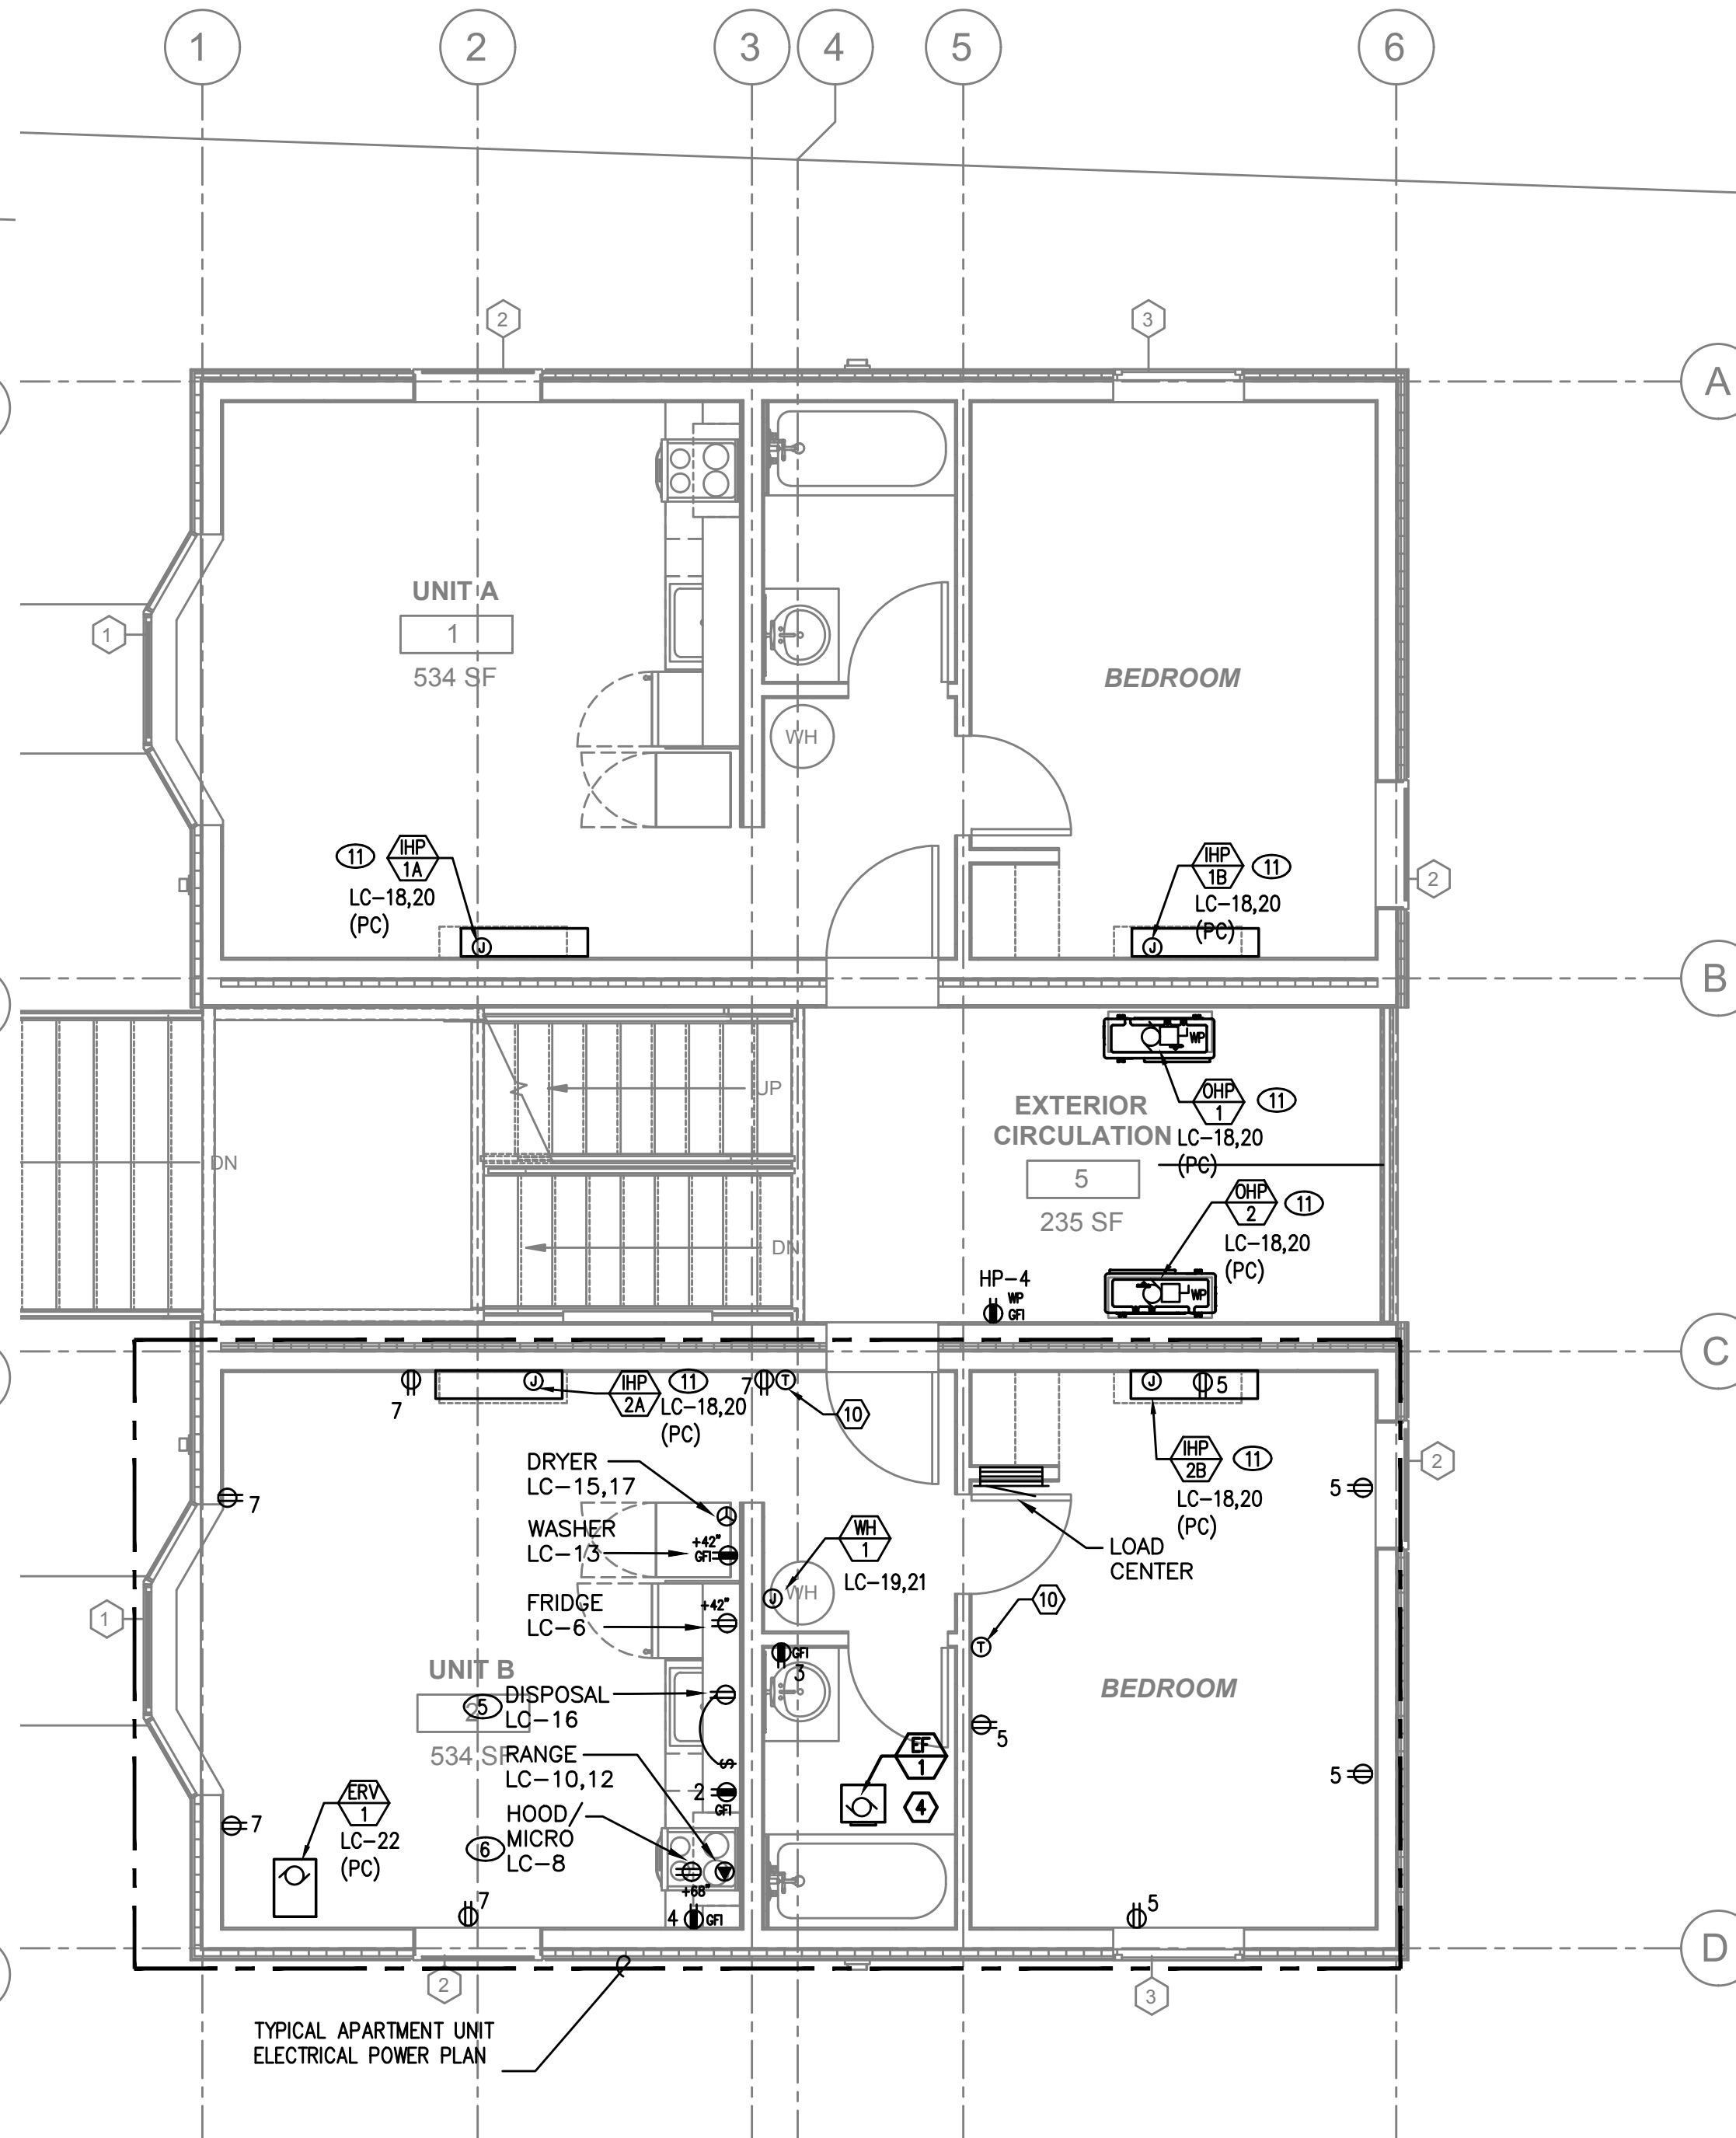 1
2
3
4
5
6
2
3
A
UNIT A
1
534 SF
1
BEDROOM
WH
11
IHP
1A
LC-18,20
(PC)
J
IHP
1B
11
LC-18,20
(PC)
J
2
B
WP
UP
EXTERIOR
CIRCULATION
5
235 SF
OHP
1
11
LC-18,20
(PC)
DN
OHP
2
11
LC-18,20
(PC)
DN
HP-4
WP
GFI
WP
C
7
J
IHP
2A
11
LC-18,20
(PC)
7
T
10
J
5
IHP
2B
11
LC-18,20
(PC)
2
5
7
DRYER
LC-15,17
WASHER
LC-13
+42"
GFI
WH
1
LC-19,21
LOAD
CENTER
FRIDGE
LC-6
+42"
J
WH
10
T
1
GFI
3
UNIT B
2
534 SF
5
DISPOSAL
LC-16
BEDROOM
5
RANGE
LC-10,12
S
EF
1
4
5
2
GFI
ERV
1
LC-22
(PC)
7
6
HOOD/
MICRO
LC-8
+68"
7
4
GFI
5
D
2
3
TYPICAL APARTMENT UNIT
ELECTRICAL POWER PLAN